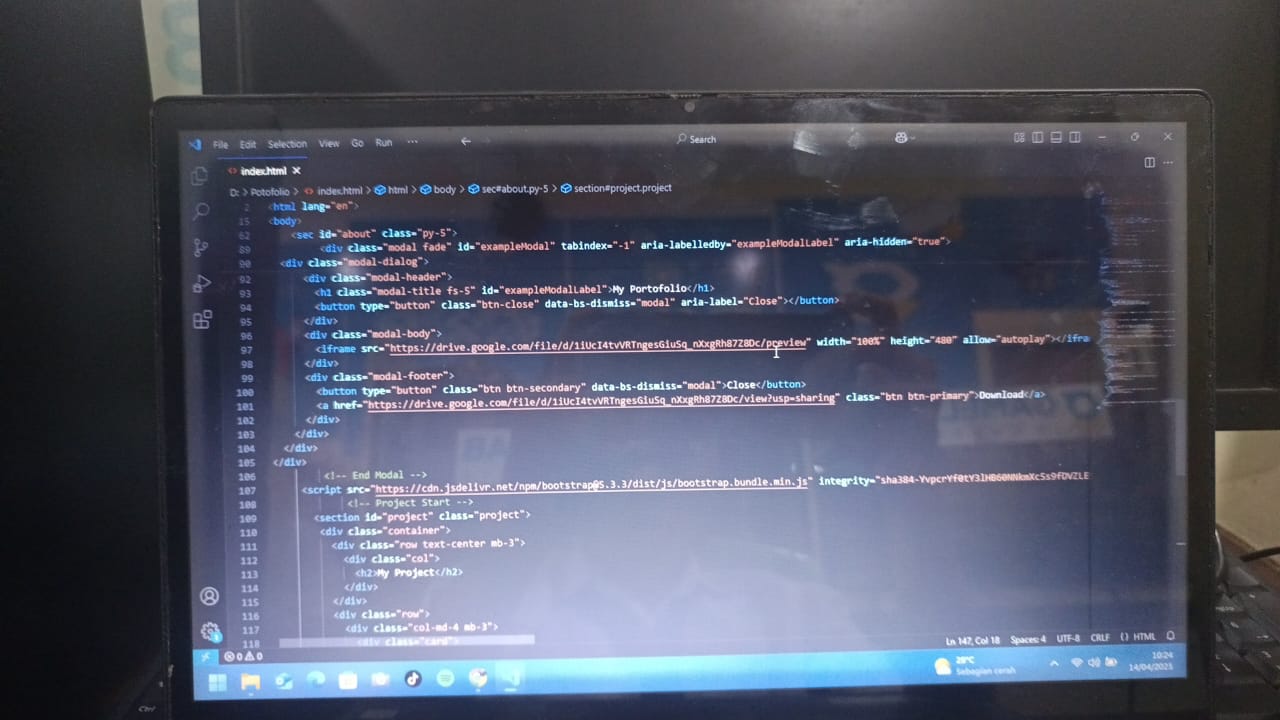 File Edit Selection View Go Run ··· ← Search
index.html ×
D: > Potofolio > index.html > html > body > sec#about.py-5 > section#project.project
2 <html lang="en">
15 <body>
62 <sec id="about" class="py-5">
89 <div class="modal fade" id="exampleModal" tabindex="-1" aria-labelledby="exampleModalLabel" aria-hidden="true">
90 <div class="modal-dialog">
92 <div class="modal-header">
93 <h1 class="modal-title fs-5" id="exampleModalLabel">My Portofolio</h1>
94 <button type="button" class="btn-close" data-bs-dismiss="modal" aria-label="Close"></button>
95 </div>
96 <div class="modal-body">
97 <iframe src="https://drive.google.com/file/d/1iUcI4tvVRTngesGiuSq_nXxgRh87Z8Dc/preview" width="100%" height="480" allow="autoplay"></ifra
98 </div>
99 <div class="modal-footer">
100 <button type="button" class="btn btn-secondary" data-bs-dismiss="modal">Close</button>
101 <a href="https://drive.google.com/file/d/1iUcI4tvVRTngesGiuSq_nXxgRh87Z8Dc/view?usp=sharing" class="btn btn-primary">Download</a>
102 </div>
103 </div>
104 </div>
105 </div>
106 <!-- End Modal -->
107 <script src="https://cdn.jsdelivr.net/npm/bootstrap@5.3.3/dist/js/bootstrap.bundle.min.js" integrity="sha384-YvpcrYf0tY3lHB60NNkmXc5s9fDVZLE
108 <!-- Project Start -->
109 <section id="project" class="project">
110 <div class="container">
111 <div class="row text-center mb-3">
112 <div class="col">
113 <h2>My Project</h2>
114 </div>
115 </div>
116 <div class="row">
117 <div class="col-md-4 mb-3">
118 <div class="card">
0 0 Ln 147, Col 18 Spaces: 4 UTF-8 CRLF {} HTML
28°C
Sebagian cerah
10:24
14/04/2025
Ctrl